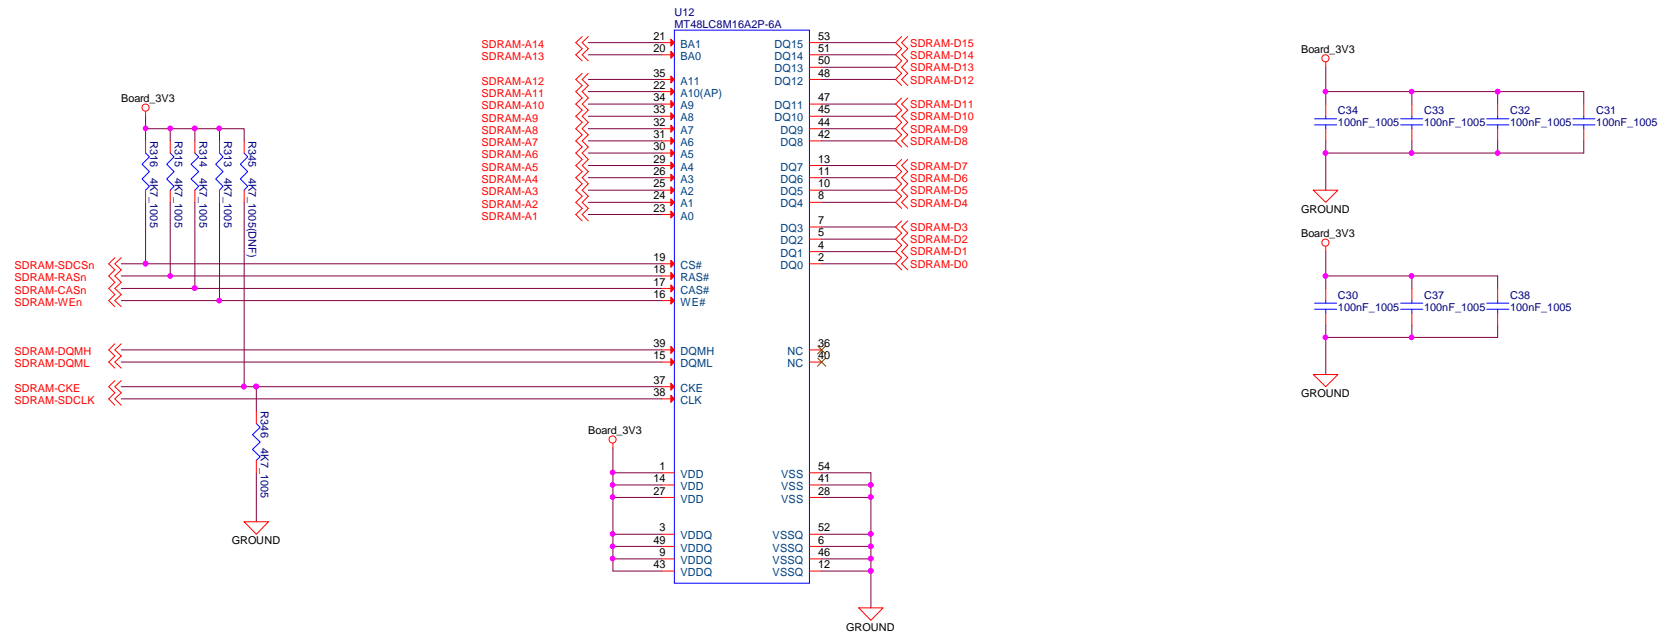 U12
MT48LC8M16A2P-6A
SDRAM-A14 21 BA1 DQ15 53 SDRAM-D15
SDRAM-A13 20 BA0 DQ14 51 SDRAM-D14
DQ13 50 SDRAM-D13
SDRAM-A12 35 A11 DQ12 48 SDRAM-D12
SDRAM-A11 22 A10(AP)
SDRAM-A10 34 A9 DQ11 47 SDRAM-D11
SDRAM-A9 33 A8 DQ10 45 SDRAM-D10
SDRAM-A8 32 A7 DQ9 44 SDRAM-D9
SDRAM-A7 31 A6 DQ8 42 SDRAM-D8
SDRAM-A6 30 A5
SDRAM-A5 29 A4 DQ7 13 SDRAM-D7
SDRAM-A4 26 A3 DQ6 11 SDRAM-D6
SDRAM-A3 25 A2 DQ5 10 SDRAM-D5
SDRAM-A2 24 A1 DQ4 8 SDRAM-D4
SDRAM-A1 23 A0
DQ3 7 SDRAM-D3
DQ2 5 SDRAM-D2
DQ1 4 SDRAM-D1
DQ0 2 SDRAM-D0
Board_3V3
R316 4K7_1005
R315 4K7_1005
R314 4K7_1005
R313 4K7_1005
R345 4K7_1005(DNF)
SDRAM-SDCSn 19 CS#
SDRAM-RASn 18 RAS#
SDRAM-CASn 17 CAS#
SDRAM-WEn 16 WE#
SDRAM-DQMH 39 DQMH NC 36
SDRAM-DQML 15 DQML NC 40
SDRAM-CKE 37 CKE
SDRAM-SDCLK 38 CLK
R346 4K7_1005
GROUND
Board_3V3
1 VDD VSS 54
14 VDD VSS 41
27 VDD VSS 28
3 VDDQ VSSQ 52
49 VDDQ VSSQ 6
9 VDDQ VSSQ 46
43 VDDQ VSSQ 12
GROUND
Board_3V3
C34 C33 C32 C31
100nF_1005 100nF_1005 100nF_1005 100nF_1005
GROUND
Board_3V3
C30 C37 C38
100nF_1005 100nF_1005 100nF_1005
GROUND